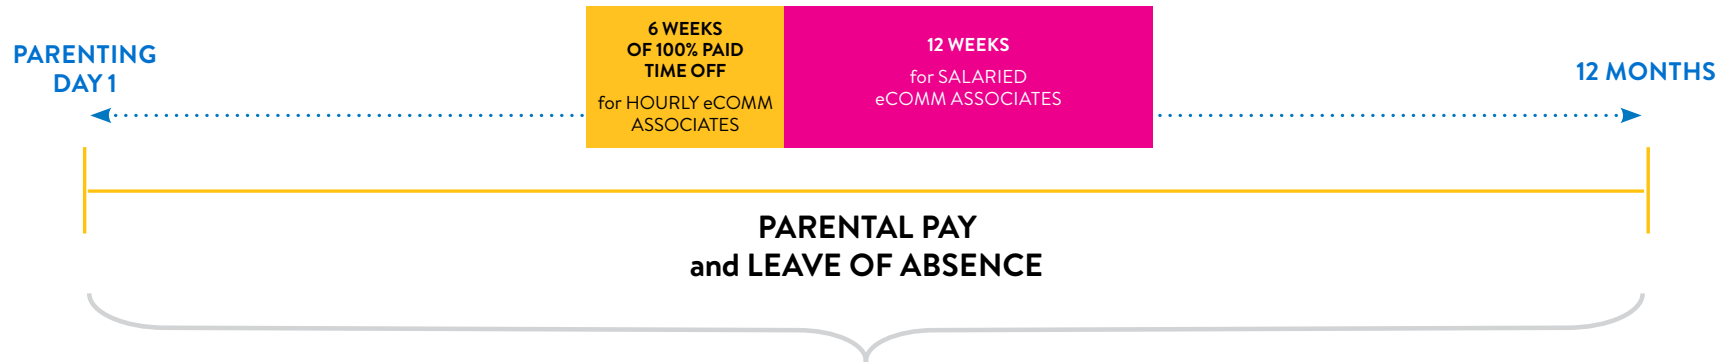 PARENTING
DAY 1
6 WEEKS
OF 100% PAID
TIME OFF
for HOURLY eCOMM
ASSOCIATES
12 WEEKS
for SALARIED
eCOMM ASSOCIATES
12 MONTHS
PARENTAL PAY
and LEAVE OF ABSENCE